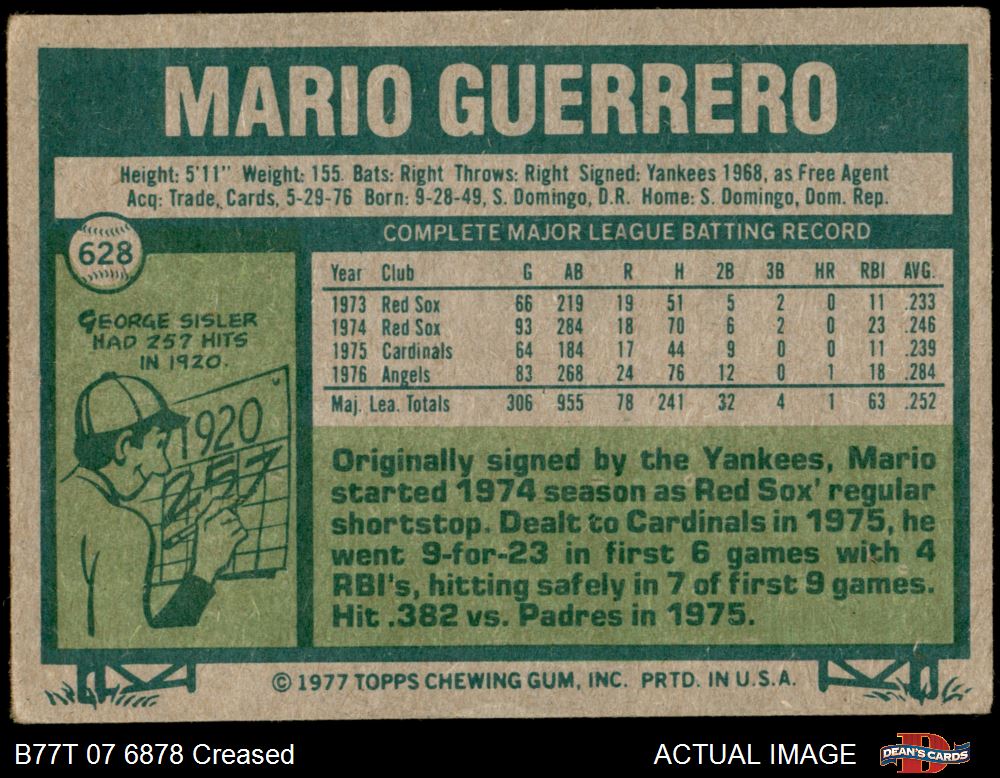 MARIO GUERRERO
Height: 5'11" Weight: 155. Bats: Right Throws: Right Signed: Yankees 1968, as Free Agent
Acq: Trade, Cards, 5-29-76 Born: 9-28-49, S. Domingo, D.R. Home: S. Domingo, Dom. Rep.
628
GEORGE SISLER
HAD 257 HITS
IN 1920.
1920
257
COMPLETE MAJOR LEAGUE BATTING RECORD
Year Club G AB R H 2B 3B HR RBI AVG.
1973 Red Sox 66 219 19 51 5 2 0 11 .233
1974 Red Sox 93 284 18 70 6 2 0 23 .246
1975 Cardinals 64 184 17 44 9 0 0 11 .239
1976 Angels 83 268 24 76 12 0 1 18 .284
Maj. Lea. Totals 306 955 78 241 32 4 1 63 .252
Originally signed by the Yankees, Mario
started 1974 season as Red Sox' regular
shortstop. Dealt to Cardinals in 1975, he
went 9-for-23 in first 6 games with 4
RBI's, hitting safely in 7 of first 9 games.
Hit .382 vs. Padres in 1975.
© 1977 TOPPS CHEWING GUM, INC. PRTD. IN U.S.A.
B77T 07 6878 Creased
ACTUAL IMAGE
DEAN'S CARDS